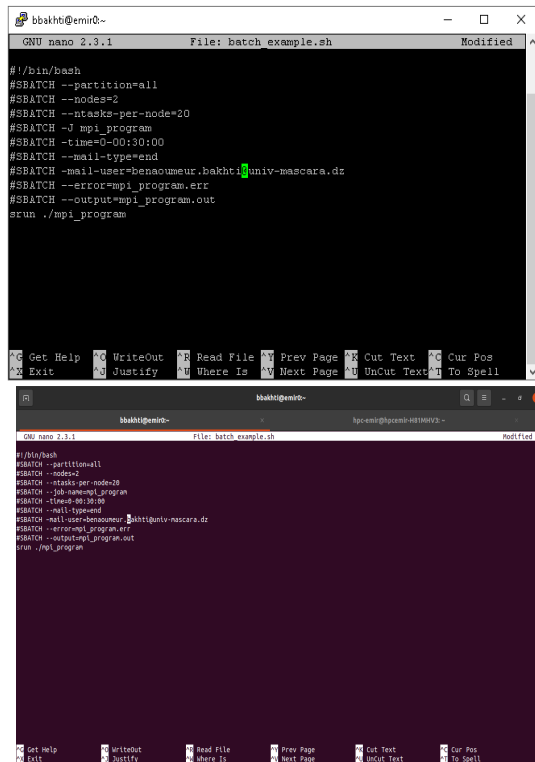 bbakhti@emir0:~
GNU nano 2.3.1 File: batch_example.sh Modified
#!/bin/bash
#SBATCH --partition=all
#SBATCH --nodes=2
#SBATCH --ntasks-per-node=20
#SBATCH -J mpi_program
#SBATCH -time=0-00:30:00
#SBATCH --mail-type=end
#SBATCH -mail-user=benaoumeur.bakhti@univ-mascara.dz
#SBATCH --error=mpi_program.err
#SBATCH --output=mpi_program.out
srun ./mpi_program
^G Get Help ^O WriteOut ^R Read File ^Y Prev Page ^K Cut Text ^C Cur Pos
^X Exit ^J Justify ^W Where Is ^V Next Page ^U UnCut Text ^T To Spell
bbakhti@emir0:~
bbakhti@emir0:~ hpc-emir@hpcemir-H81MHV3: ~
GNU nano 2.3.1 File: batch_example.sh Modified
#!/bin/bash
#SBATCH --partition=all
#SBATCH --nodes=2
#SBATCH --ntasks-per-node=20
#SBATCH --job-name=mpi_program
#SBATCH -time=0-00:30:00
#SBATCH --mail-type=end
#SBATCH -mail-user=benaoumeur.bakhti@univ-mascara.dz
#SBATCH --error=mpi_program.err
#SBATCH --output=mpi_program.out
srun ./mpi_program
^G Get Help ^O WriteOut ^R Read File ^Y Prev Page ^K Cut Text ^C Cur Pos
^X Exit ^J Justify ^W Where Is ^V Next Page ^U UnCut Text ^T To Spell